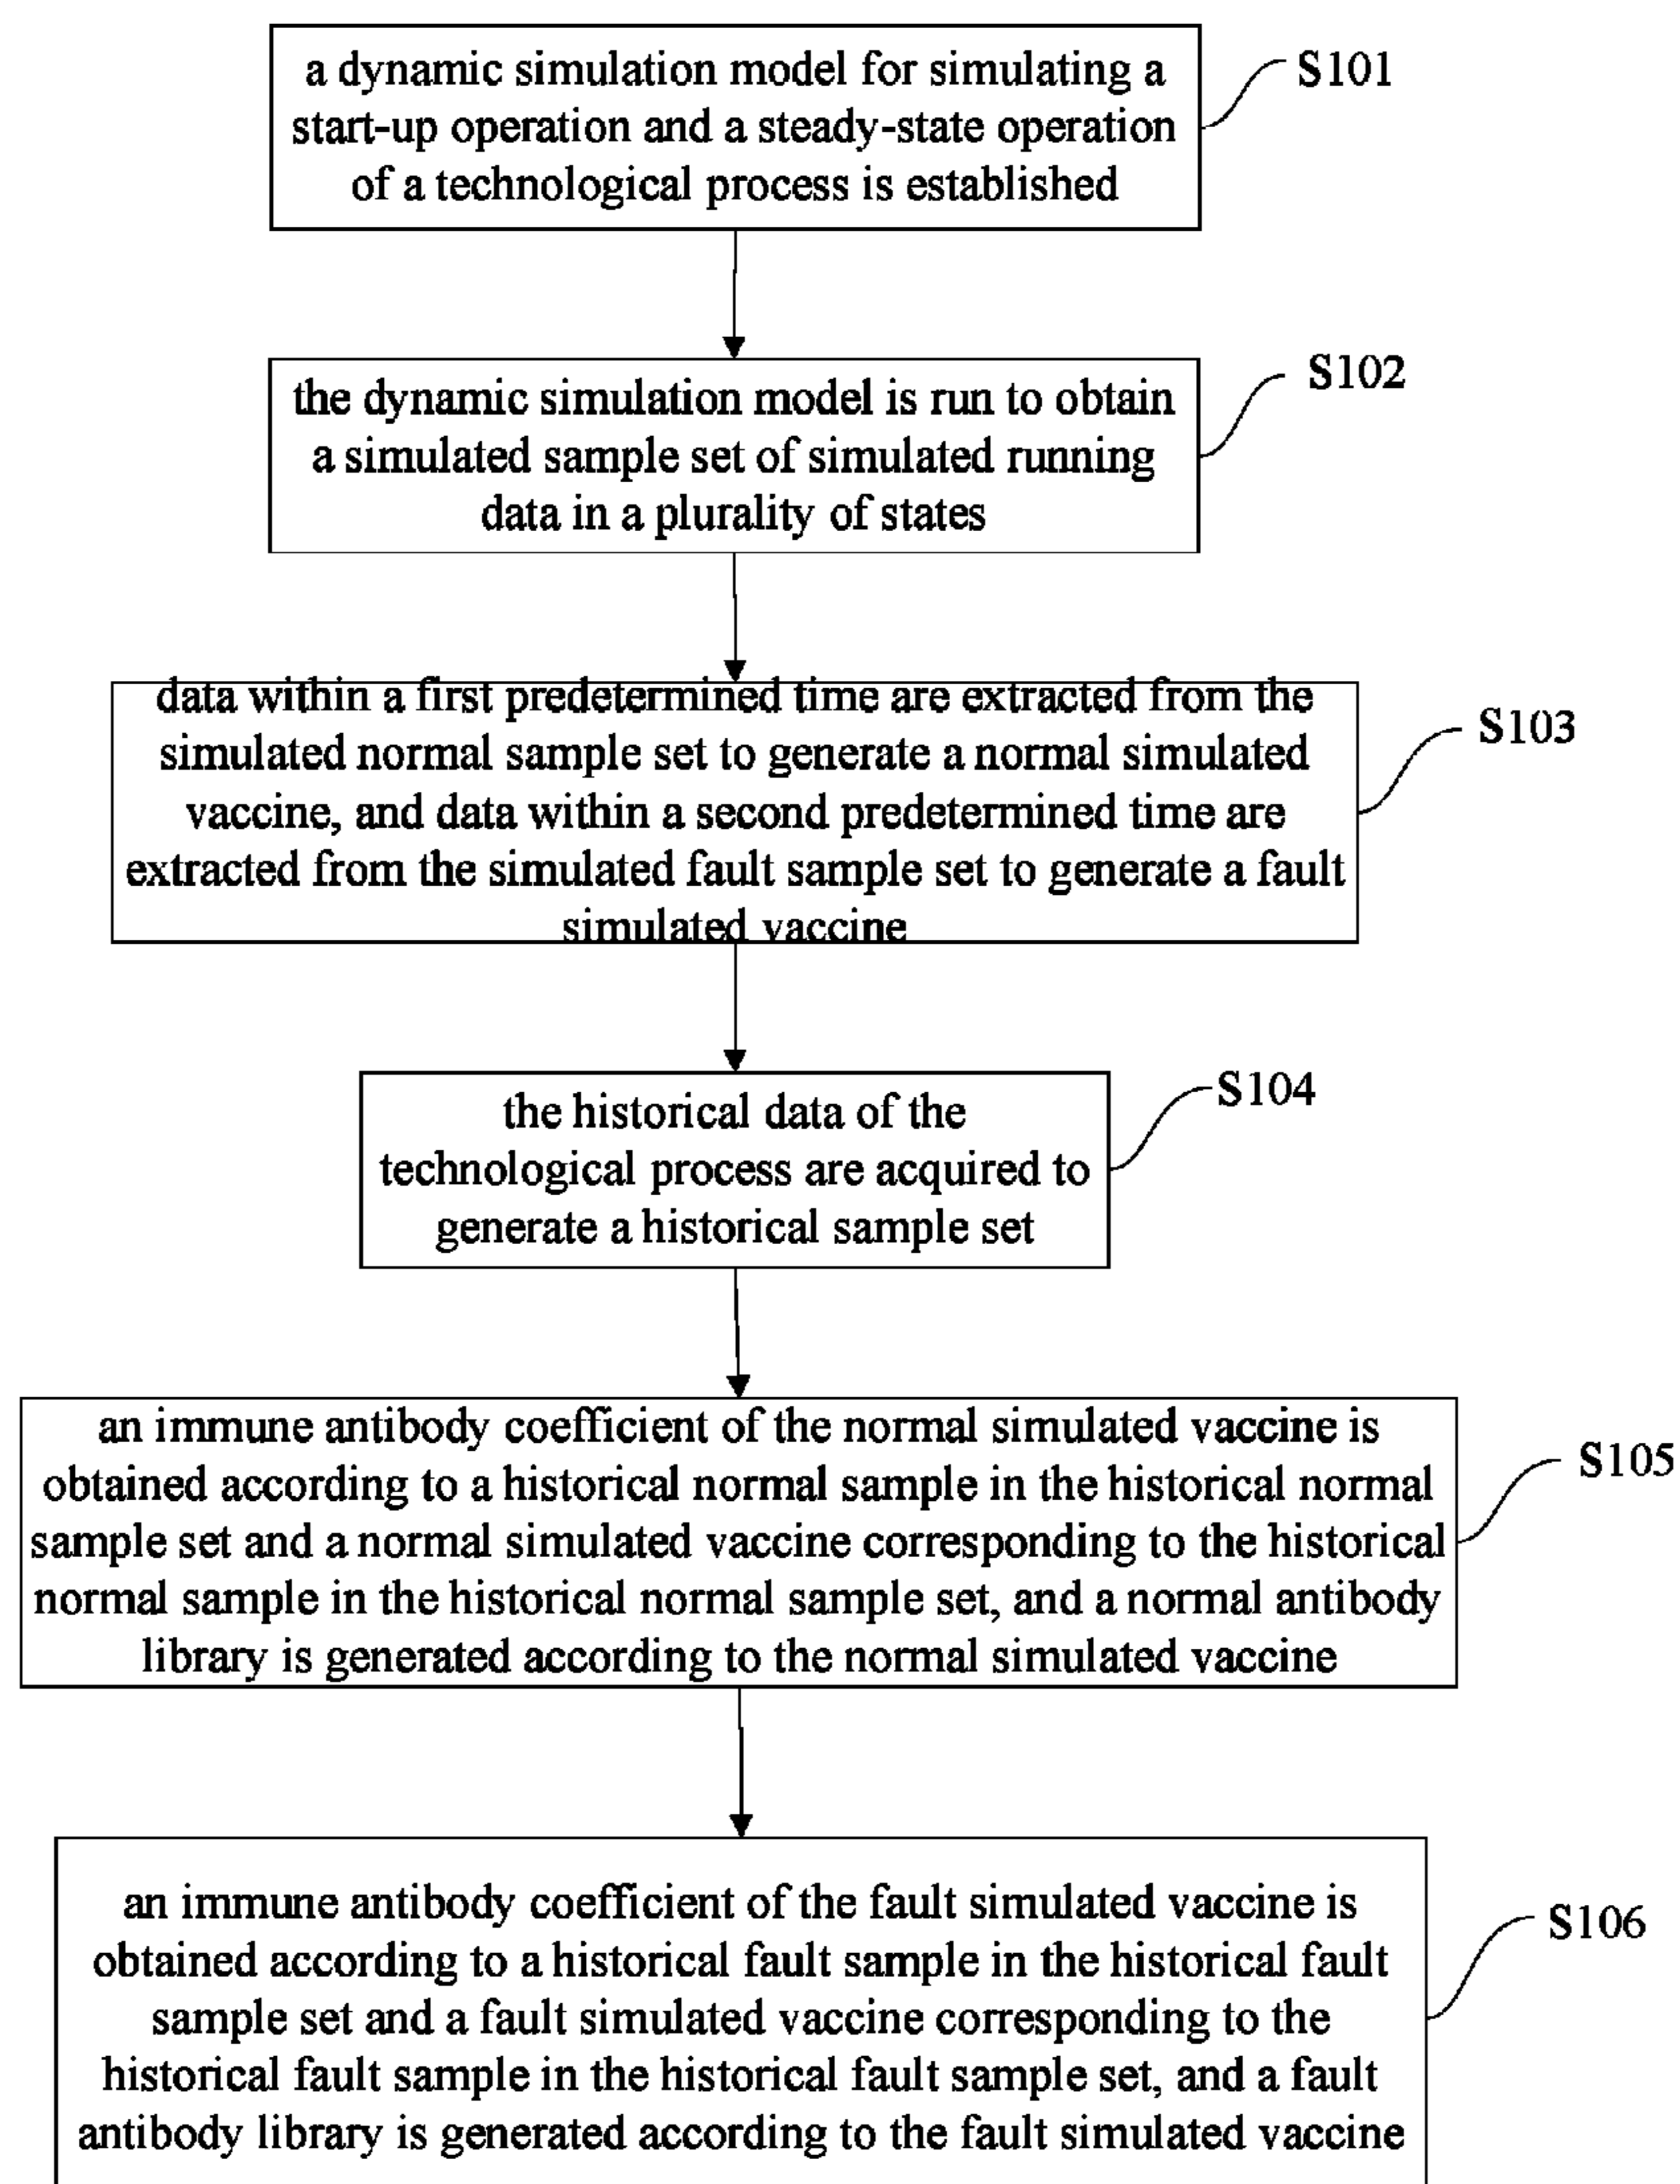 a dynamic simulation model for simulating a
start-up operation and a steady-state operation
of a technological process is established
S101
the dynamic simulation model is run to obtain
a simulated sample set of simulated running
data in a plurality of states
S102
data within a first predetermined time are extracted from the
simulated normal sample set to generate a normal simulated
vaccine, and data within a second predetermined time are
extracted from the simulated fault sample set to generate a fault
simulated vaccine
S103
the historical data of the
technological process are acquired to
generate a historical sample set
S104
an immune antibody coefficient of the normal simulated vaccine is
obtained according to a historical normal sample in the historical normal
sample set and a normal simulated vaccine corresponding to the historical
normal sample in the historical normal sample set, and a normal antibody
library is generated according to the normal simulated vaccine
S105
an immune antibody coefficient of the fault simulated vaccine is
obtained according to a historical fault sample in the historical fault
sample set and a fault simulated vaccine corresponding to the
historical fault sample in the historical fault sample set, and a fault
antibody library is generated according to the fault simulated vaccine
S106